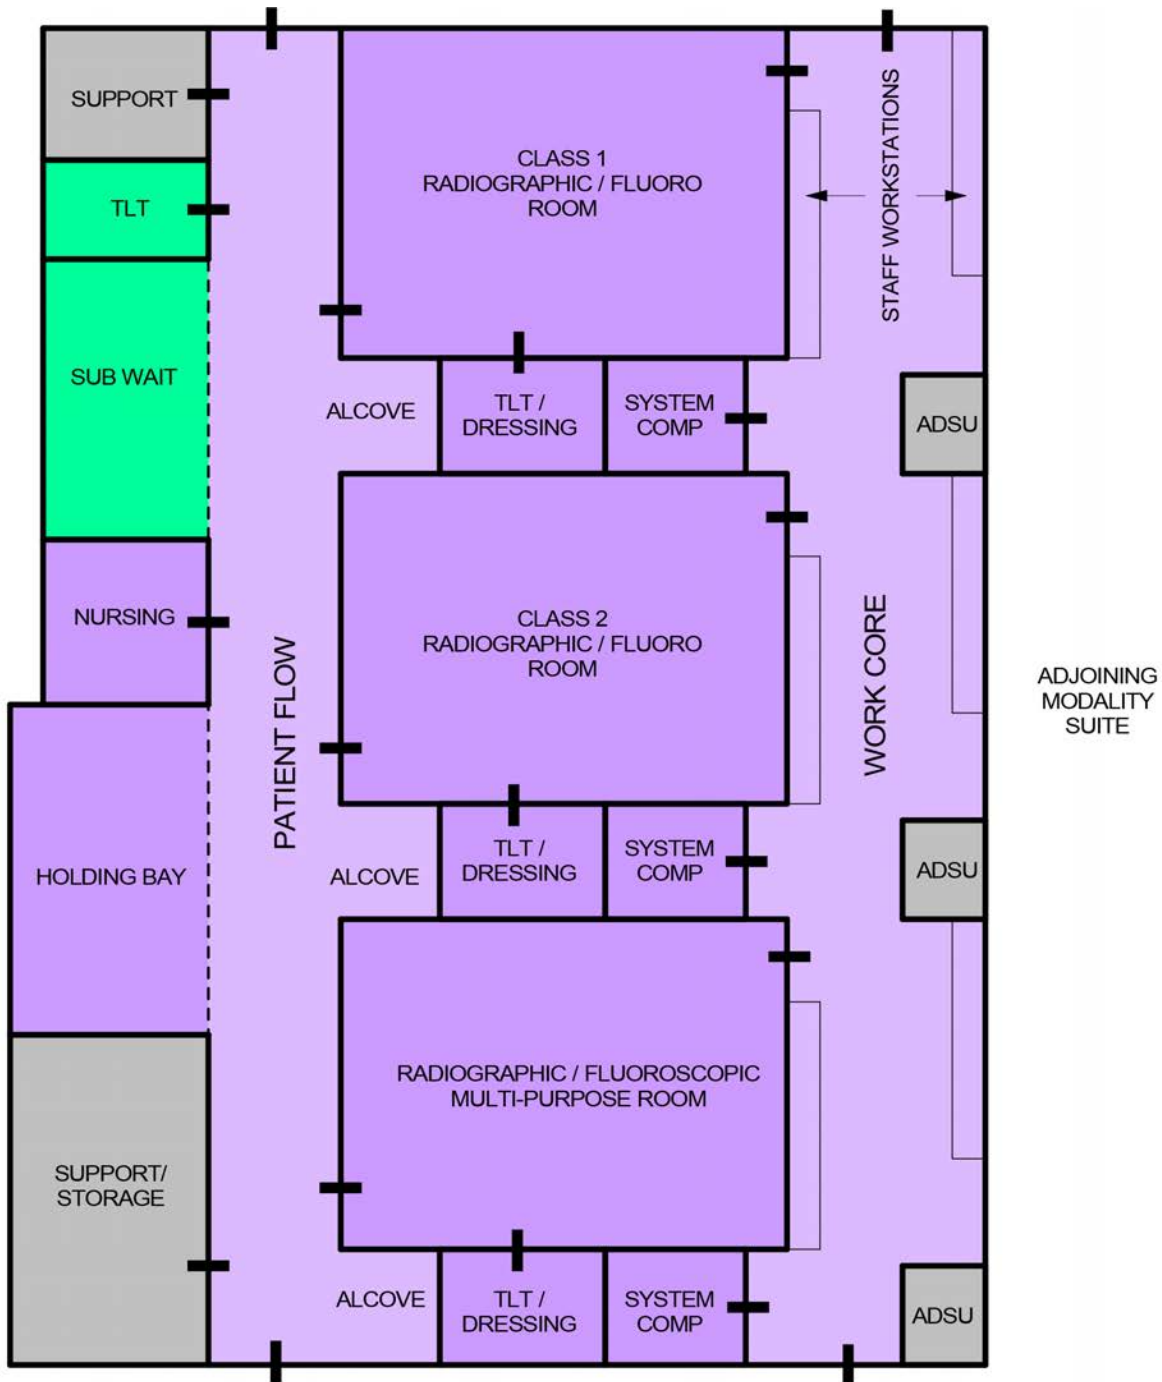 SUPPORT
TLT
SUB WAIT
NURSING
HOLDING BAY
SUPPORT/
STORAGE
PATIENT FLOW
CLASS 1
RADIOGRAPHIC / FLUORO
ROOM
ALCOVE
TLT /
DRESSING
SYSTEM
COMP
CLASS 2
RADIOGRAPHIC / FLUORO
ROOM
ALCOVE
TLT /
DRESSING
SYSTEM
COMP
RADIOGRAPHIC / FLUOROSCOPIC
MULTI-PURPOSE ROOM
ALCOVE
TLT /
DRESSING
SYSTEM
COMP
STAFF WORKSTATIONS
ADSU
WORK CORE
ADSU
ADSU
ADJOINING
MODALITY
SUITE